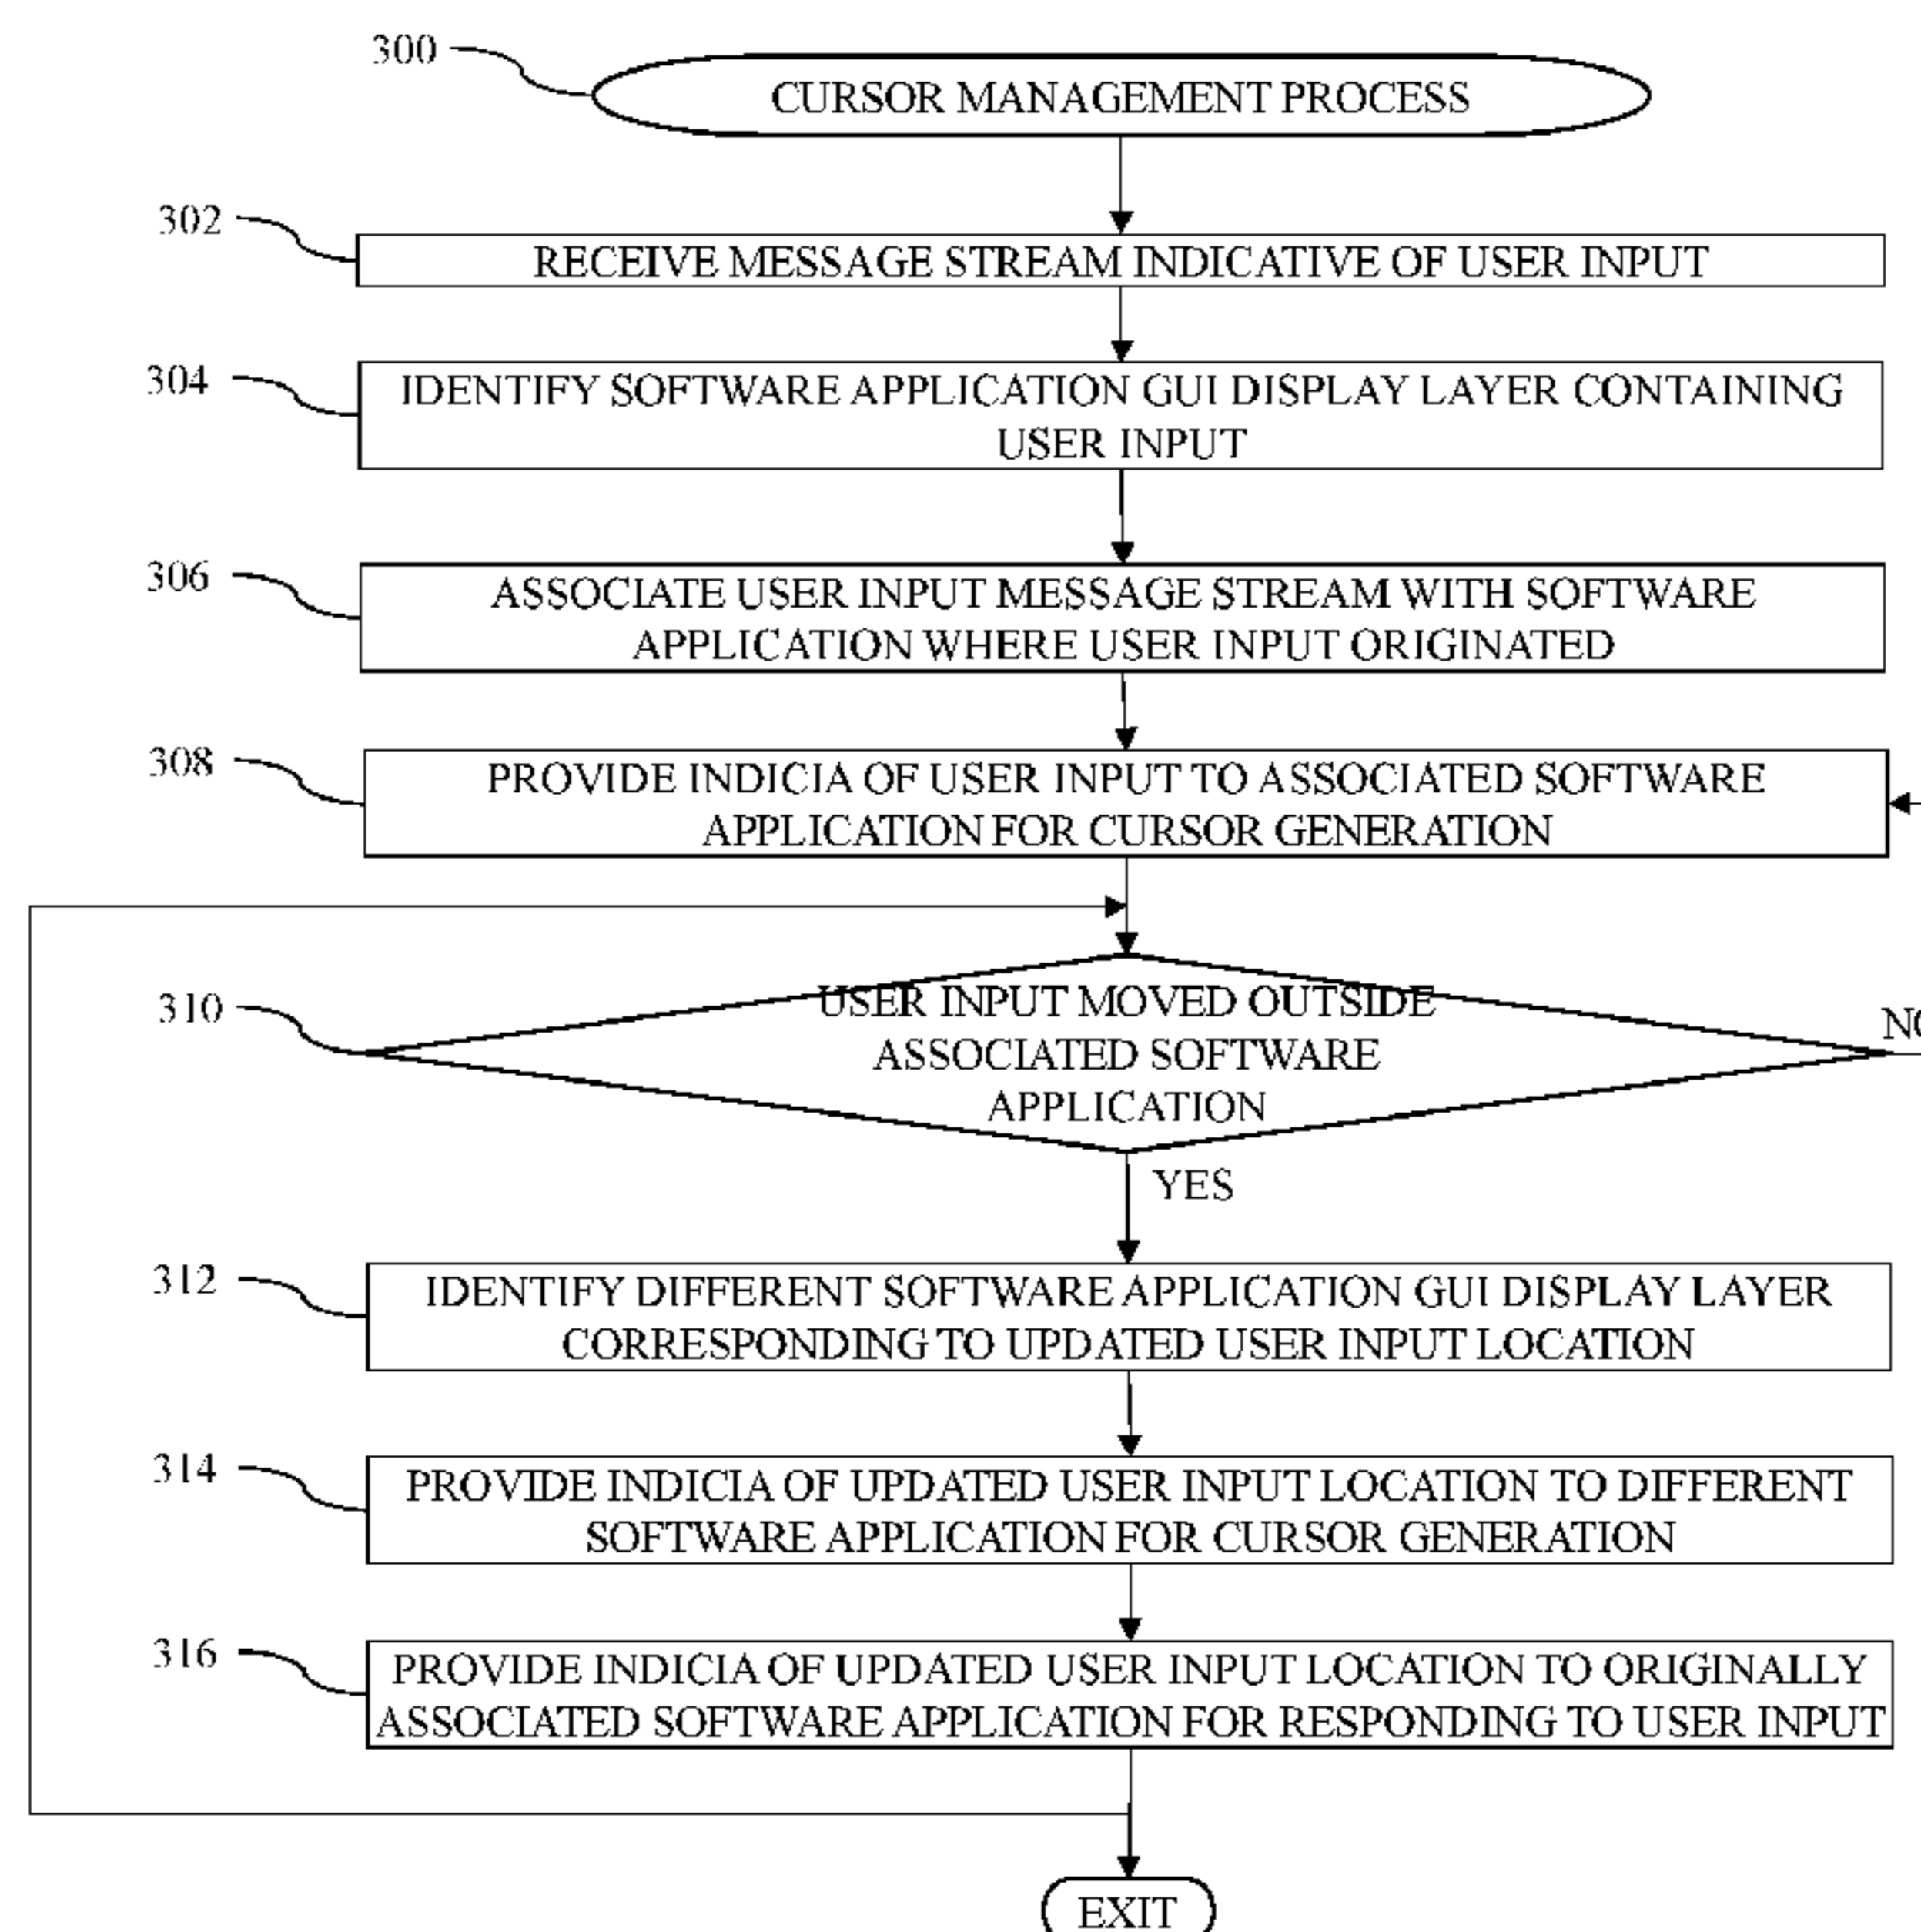 300
CURSOR MANAGEMENT PROCESS
302
RECEIVE MESSAGE STREAM INDICATIVE OF USER INPUT
304
IDENTIFY SOFTWARE APPLICATION GUI DISPLAY LAYER CONTAINING
USER INPUT
306
ASSOCIATE USER INPUT MESSAGE STREAM WITH SOFTWARE
APPLICATION WHERE USER INPUT ORIGINATED
308
PROVIDE INDICIA OF USER INPUT TO ASSOCIATED SOFTWARE
APPLICATION FOR CURSOR GENERATION
310
USER INPUT MOVED OUTSIDE
ASSOCIATED SOFTWARE
APPLICATION
NO
YES
312
IDENTIFY DIFFERENT SOFTWARE APPLICATION GUI DISPLAY LAYER
CORRESPONDING TO UPDATED USER INPUT LOCATION
314
PROVIDE INDICIA OF UPDATED USER INPUT LOCATION TO DIFFERENT
SOFTWARE APPLICATION FOR CURSOR GENERATION
316
PROVIDE INDICIA OF UPDATED USER INPUT LOCATION TO ORIGINALLY
ASSOCIATED SOFTWARE APPLICATION FOR RESPONDING TO USER INPUT
EXIT